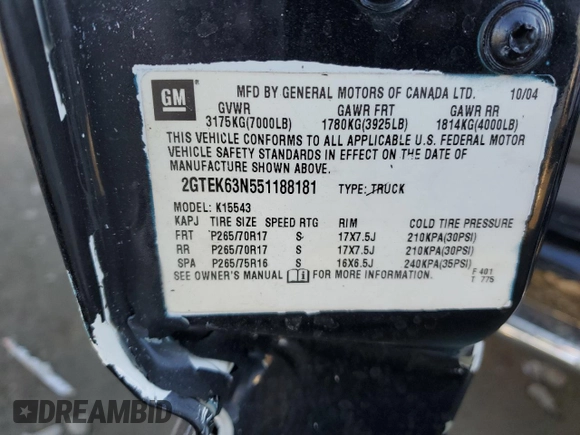 GM
MFD BY GENERAL MOTORS OF CANADA LTD. 10/04
GVWR GAWR FRT GAWR RR
3175KG(7000LB) 1780KG(3925LB) 1814KG(4000LB)
THIS VEHICLE CONFORMS TO ALL APPLICABLE U.S. FEDERAL MOTOR
VEHICLE SAFETY STANDARDS IN EFFECT ON THE DATE OF
MANUFACTURE SHOWN ABOVE.
2GTEK63N551188181 TYPE: TRUCK
MODEL: K15543
KAPJ TIRE SIZE SPEED RTG RIM COLD TIRE PRESSURE
FRT P265/70R17 S 17X7.5J 210KPA(30PSI)
RR P265/70R17 S 17X7.5J 210KPA(30PSI)
SPA P265/75R16 S 16X6.5J 240KPA(35PSI)
SEE OWNER'S MANUAL FOR MORE INFORMATION
F 401
T 775
DREAMBID